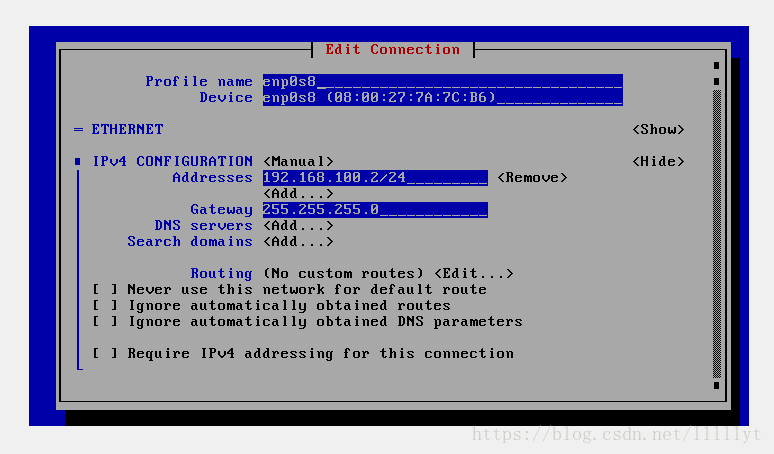 Edit Connection
Profile name enp0s8_
Device enp0s8 (08:00:27:7A:7C:B6)
= ETHERNET <Show>
IPv4 CONFIGURATION <Manual> <Hide>
Addresses 192.168.100.2/24 <Remove>
<Add...>
Gateway 255.255.255.0
DNS servers <Add...>
Search domains <Add...>
Routing (No custom routes) <Edit...>
[ ] Never use this network for default route
[ ] Ignore automatically obtained routes
[ ] Ignore automatically obtained DNS parameters
[ ] Require IPv4 addressing for this connection
https://blog.csdn.net/lllllyt